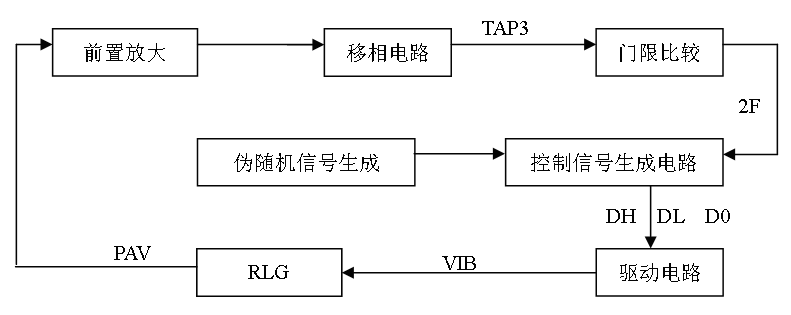 TAP3
前置放大
移相电路
门限比较
2F
伪随机信号生成
控制信号生成电路
DH DL D0
PAV
RLG
VIB
驱动电路